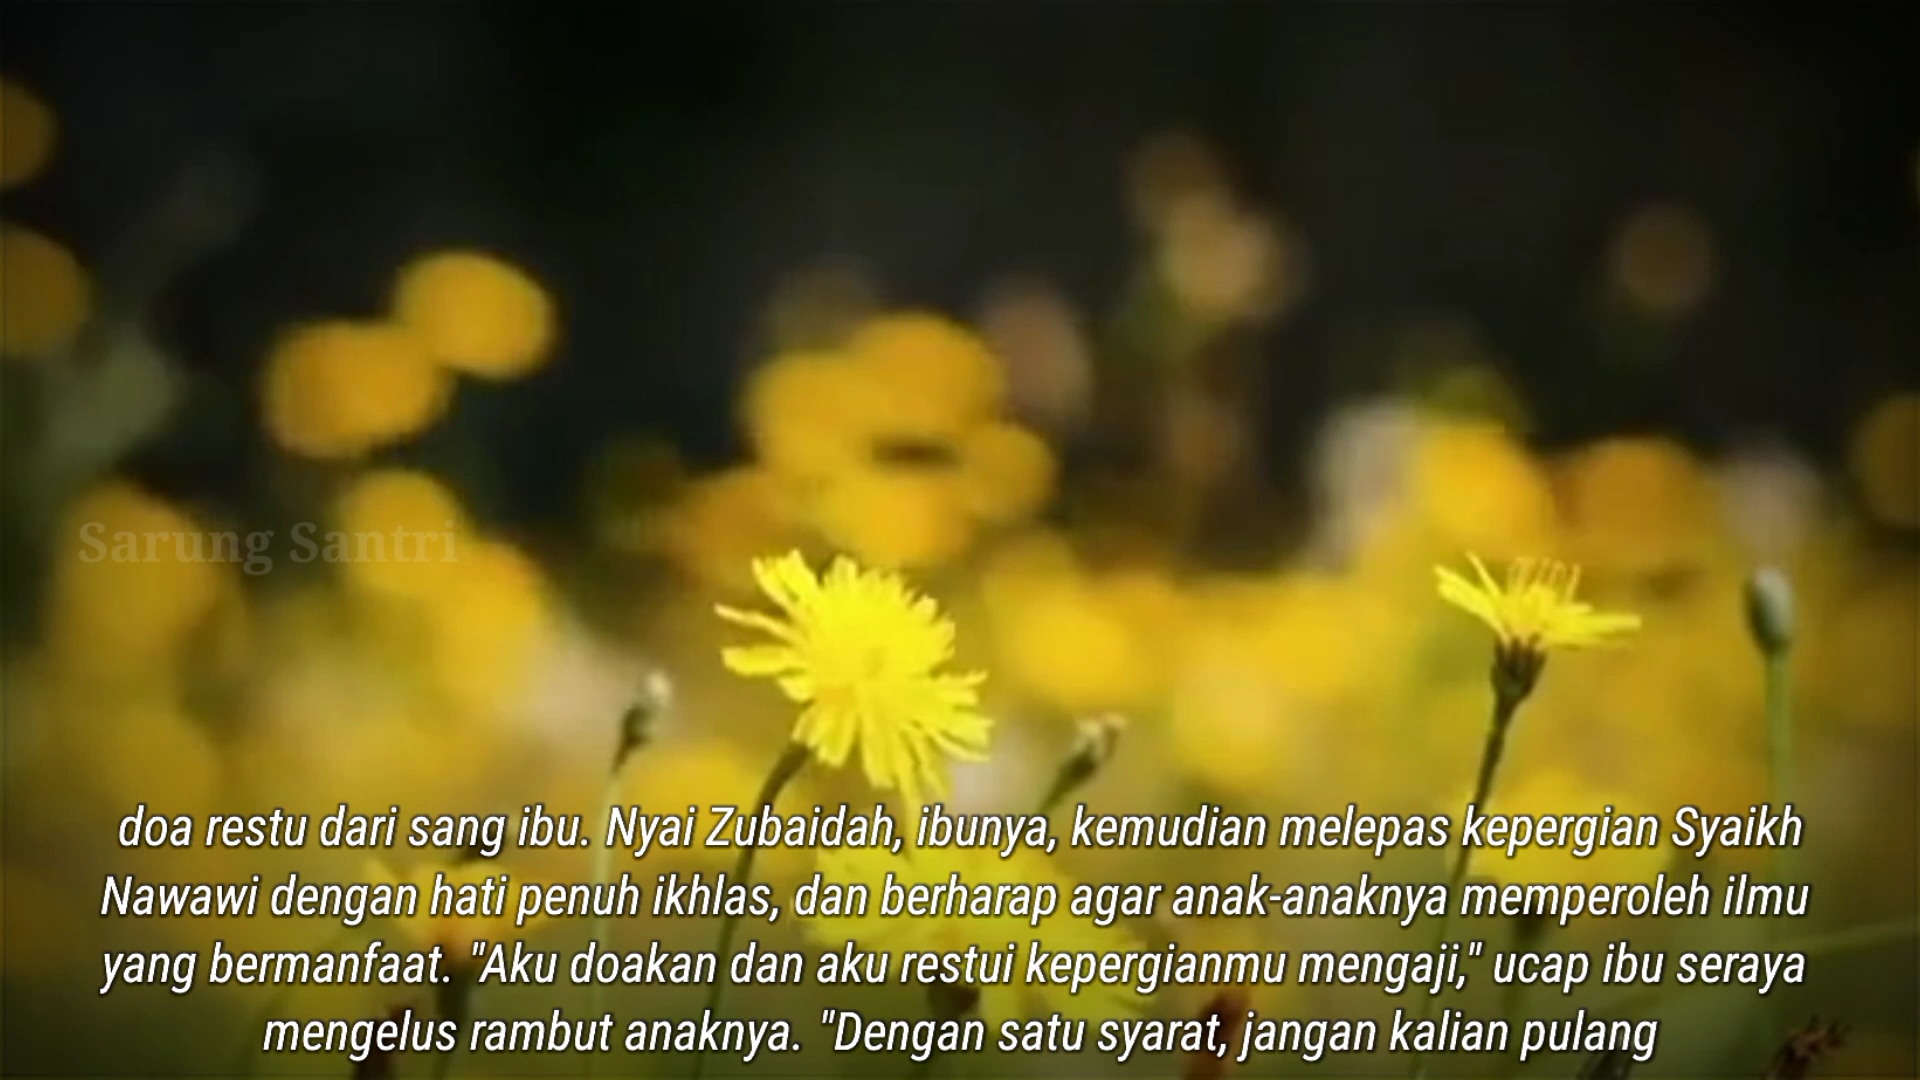 Sarung Santri
doa restu dari sang ibu. Nyai Zubaidah, ibunya, kemudian melepas kepergian Syaikh
Nawawi dengan hati penuh ikhlas, dan berharap agar anak-anaknya memperoleh ilmu
yang bermanfaat. "Aku doakan dan aku restui kepergianmu mengaji," ucap ibu seraya
mengelus rambut anaknya. "Dengan satu syarat, jangan kalian pulang